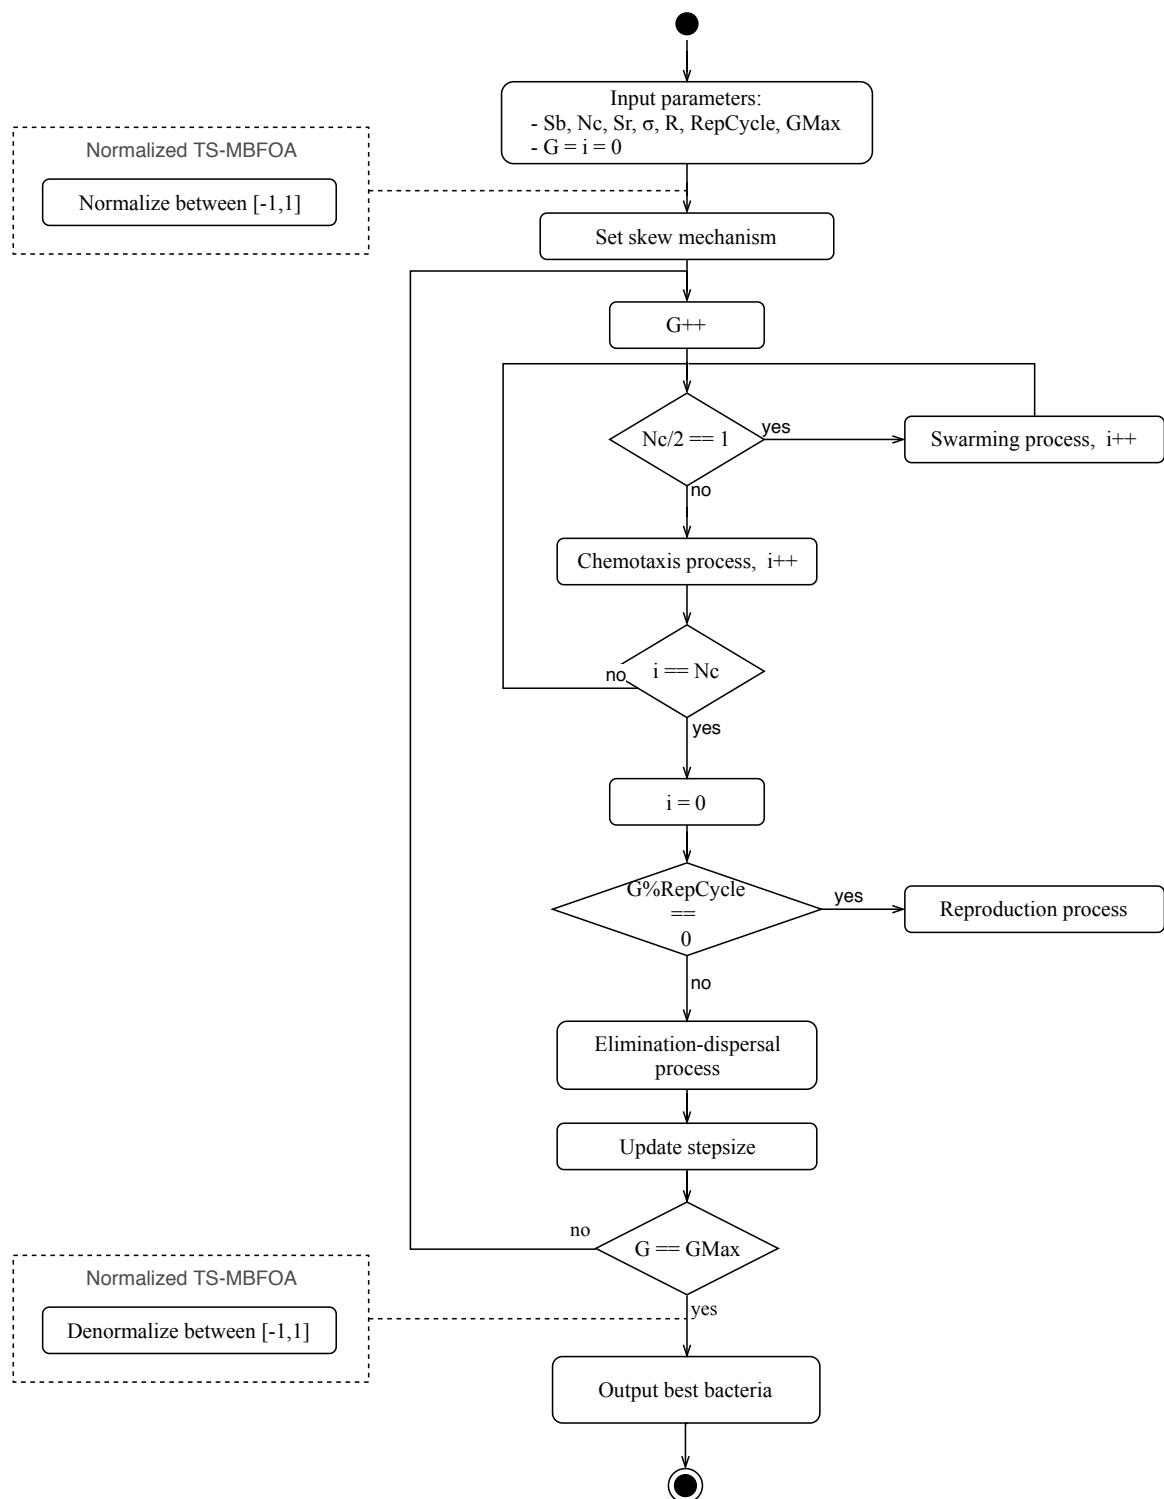 Input parameters:
- Sb, Nc, Sr, σ, R, RepCycle, GMax
- G = i = 0
Normalized TS-MBFOA
Normalize between [-1,1]
Set skew mechanism
G++
Nc/2 == 1
yes
Swarming process,  i++
no
Chemotaxis process,  i++
i == Nc
no
yes
i = 0
G%RepCycle
==
0
yes
Reproduction process
no
Elimination-dispersal
process
Update stepsize
no
G == GMax
Normalized TS-MBFOA
yes
Denormalize between [-1,1]
Output best bacteria